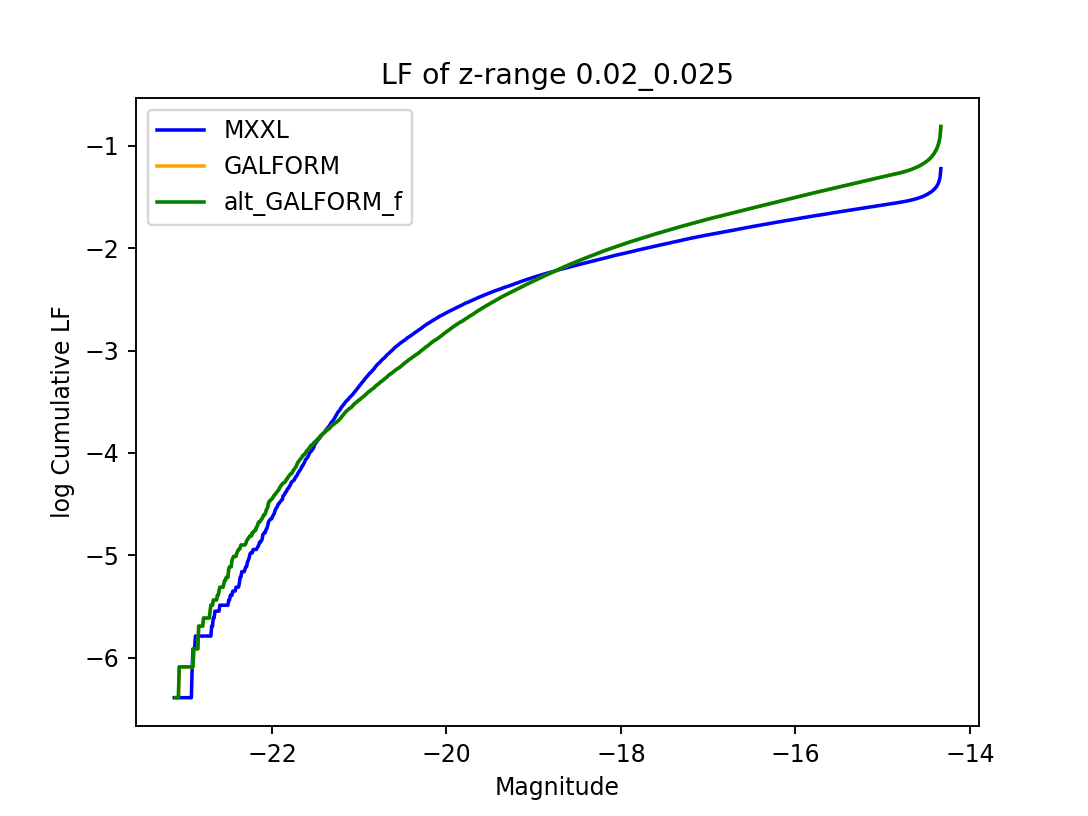 LF of z-range 0.02_0.025
MXXL
GALFORM
alt_GALFORM_f
−1
−2
−3
−4
−5
−6
log Cumulative LF
−22
−20
−18
−16
−14
Magnitude